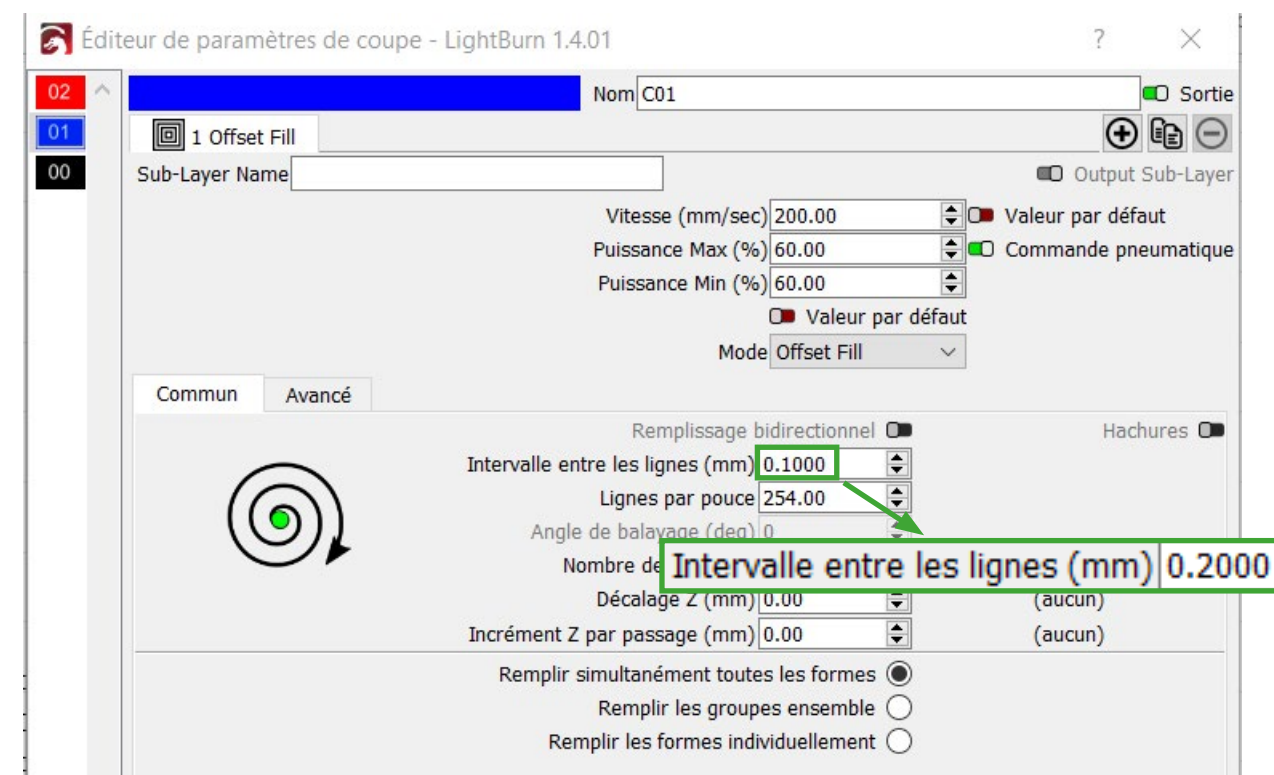 Éditeur de paramètres de coupe - LightBurn 1.4.01 ?
02 Nom C01 Sortie
01 1 Offset Fill
00 Sub-Layer Name Output Sub-Layer
Vitesse (mm/sec) 200.00 Valeur par défaut
Puissance Max (%) 60.00 Commande pneumatique
Puissance Min (%) 60.00
Valeur par défaut
Mode Offset Fill
Commun Avancé
Remplissage bidirectionnel Hachures
Intervalle entre les lignes (mm) 0.1000
Lignes par pouce 254.00
Angle de balayage (deg) 0
Nombre de
Intervalle entre les lignes (mm) 0.2000
Décalage Z (mm) 0.00 (aucun)
Incrément Z par passage (mm) 0.00 (aucun)
Remplir simultanément toutes les formes
Remplir les groupes ensemble
Remplir les formes individuellement